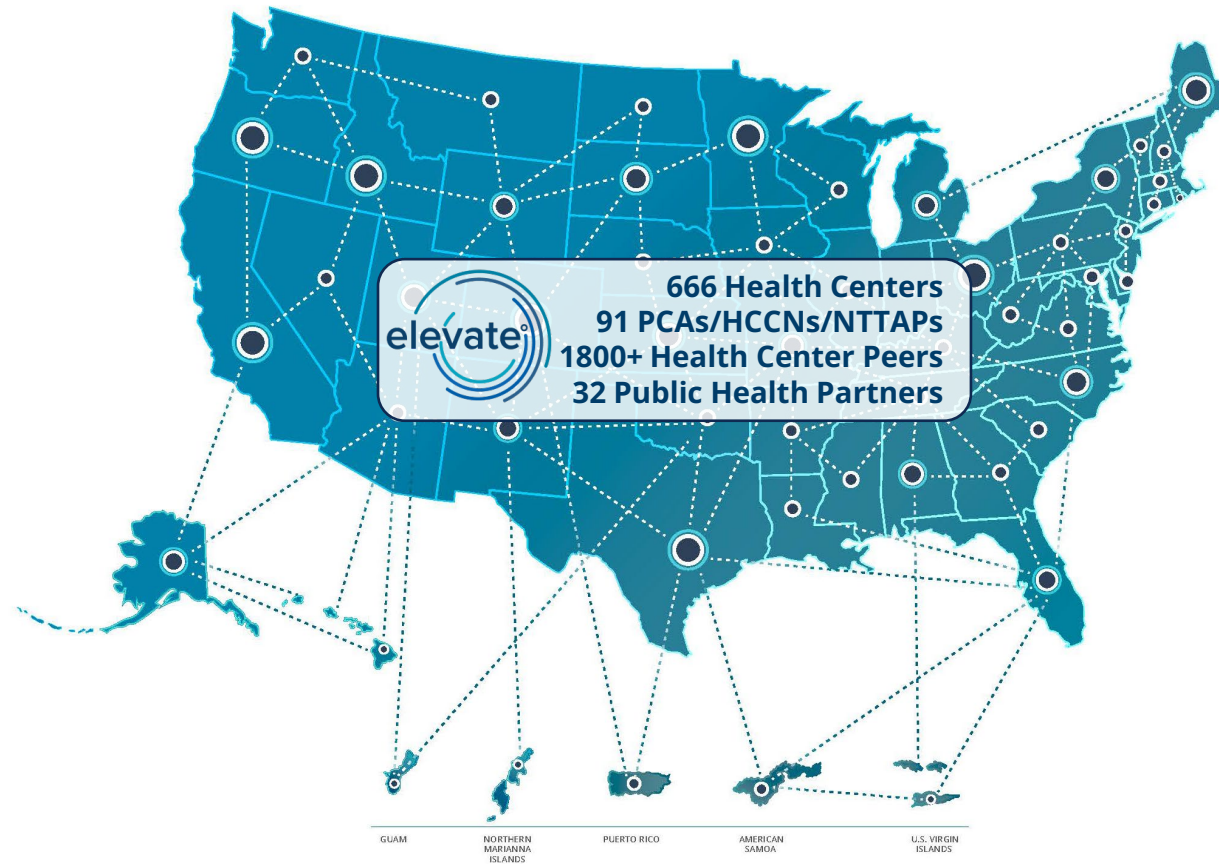 elevate
666 Health Centers
91 PCAs/HCCNs/NTTAPs
1800+ Health Center Peers
32 Public Health Partners
GUAM
NORTHERN
MARIANNA
ISLANDS
PUERTO RICO
AMERICAN
SAMOA
U.S. VIRGIN
ISLANDS